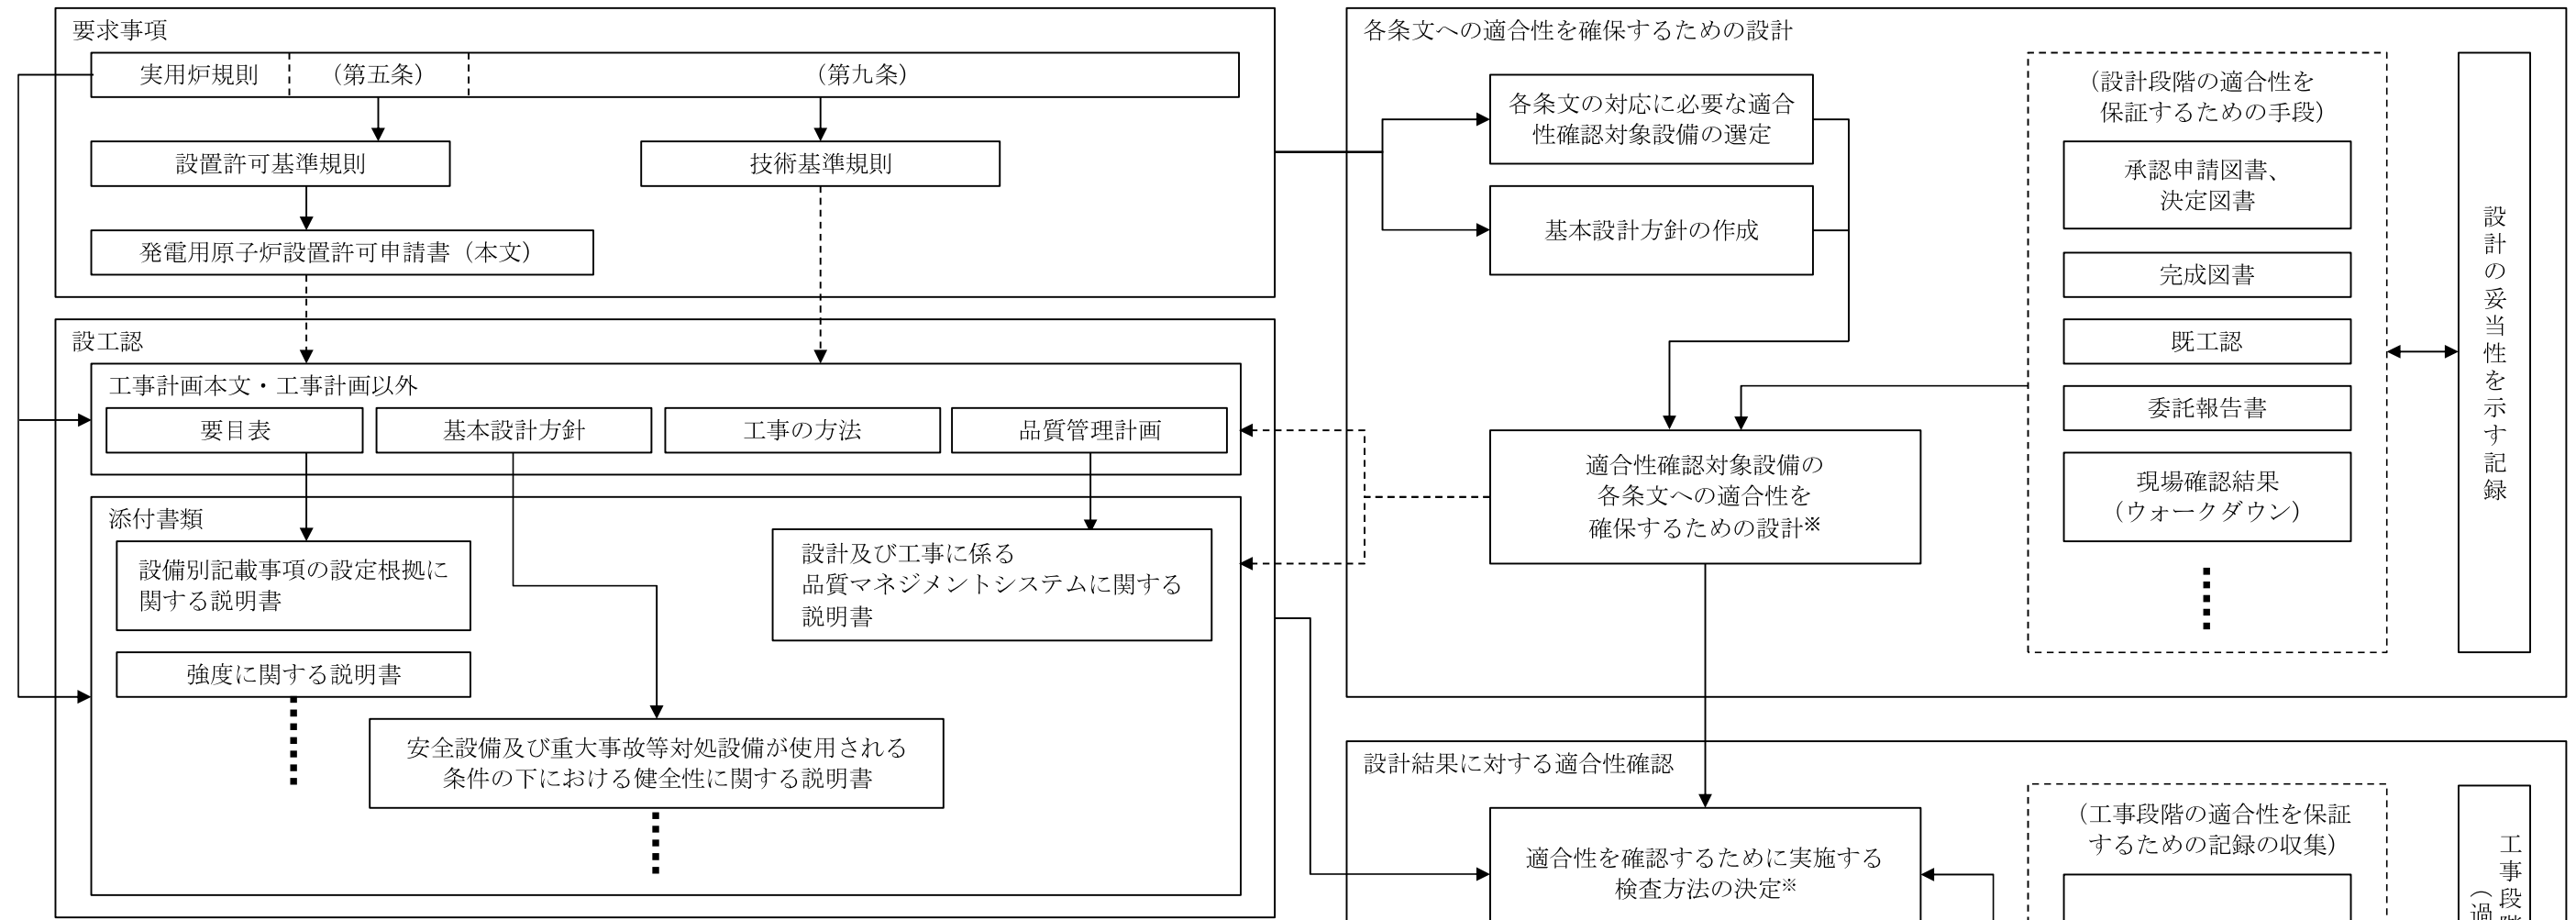 要求事項
実用炉規則
（第五条）
（第九条）
設置許可基準規則
技術基準規則
発電用原子炉設置許可申請書（本文）
設工認
工事計画本文・工事計画以外
要目表
基本設計方針
工事の方法
品質管理計画
添付書類
設備別記載事項の設定根拠に
関する説明書
設計及び工事に係る
品質マネジメントシステムに関する
説明書
強度に関する説明書
安全設備及び重大事故等対処設備が使用される
条件の下における健全性に関する説明書
各条文への適合性を確保するための設計
各条文の対応に必要な適合
性確認対象設備の選定
基本設計方針の作成
適合性確認対象設備の
各条文への適合性を
確保するための設計※
（設計段階の適合性を
保証するための手段）
承認申請図書、
決定図書
完成図書
既工認
委託報告書
現場確認結果
（ウォークダウン）
設計の妥当性を示す記録
設計結果に対する適合性確認
適合性を確認するために実施する
検査方法の決定※
（工事段階の適合性を保証
するための記録の収集）
工事段
（過